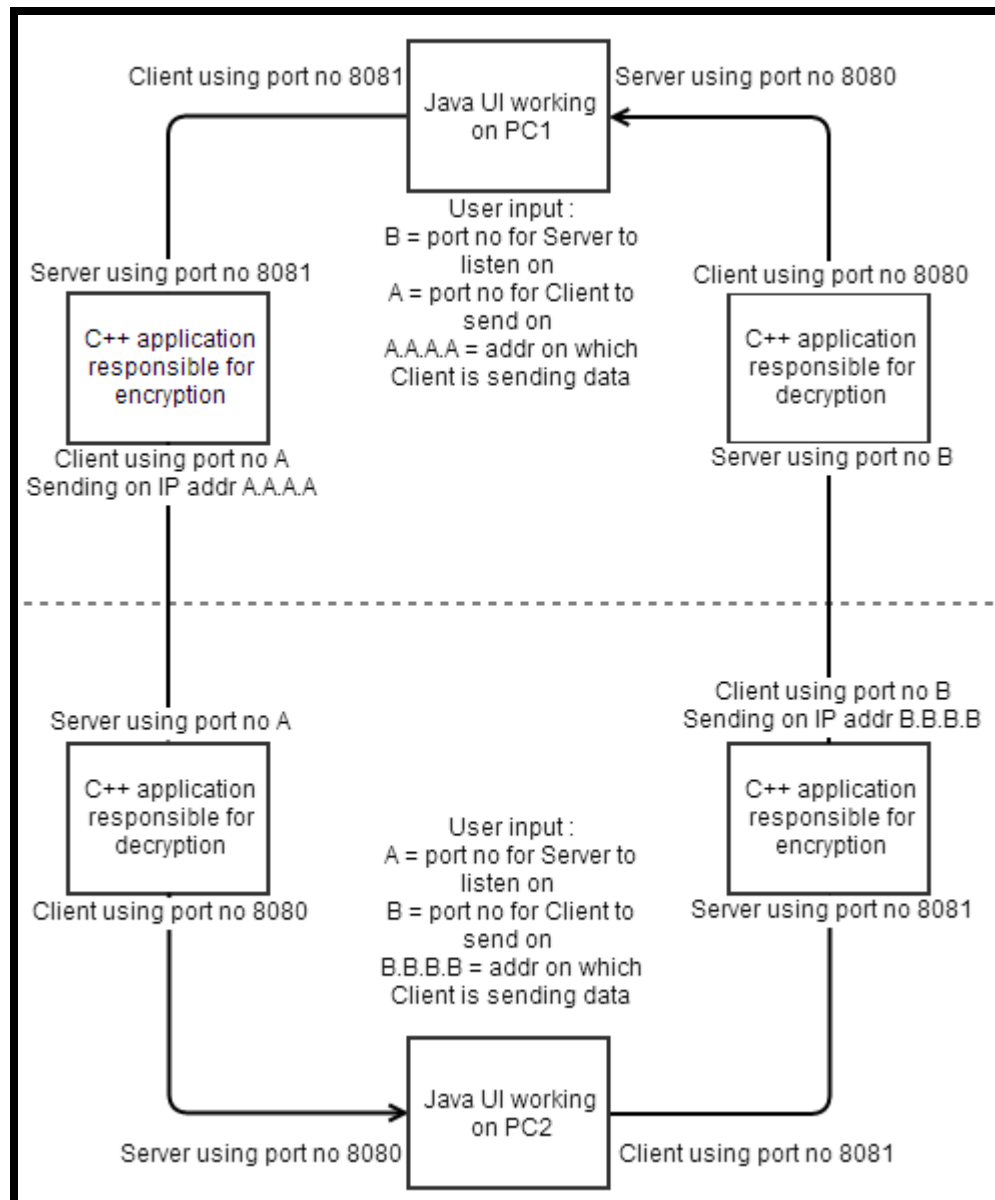 Client using port no 8081
Java UI working
on PC1
Server using port no 8080
User input :
B = port no for Server to
listen on
A = port no for Client to
send on
A.A.A.A = addr on which
Client is sending data
Server using port no 8081
C++ application
responsible for
encryption
Client using port no A
Sending on IP addr A.A.A.A
Client using port no 8080
C++ application
responsible for
decryption
Server using port no B
Server using port no A
C++ application
responsible for
decryption
Client using port no 8080
User input :
A = port no for Server to
listen on
B = port no for Client to
send on
B.B.B.B = addr on which
Client is sending data
Client using port no B
Sending on IP addr B.B.B.B
C++ application
responsible for
encryption
Server using port no 8081
Server using port no 8080
Java UI working
on PC2
Client using port no 8081